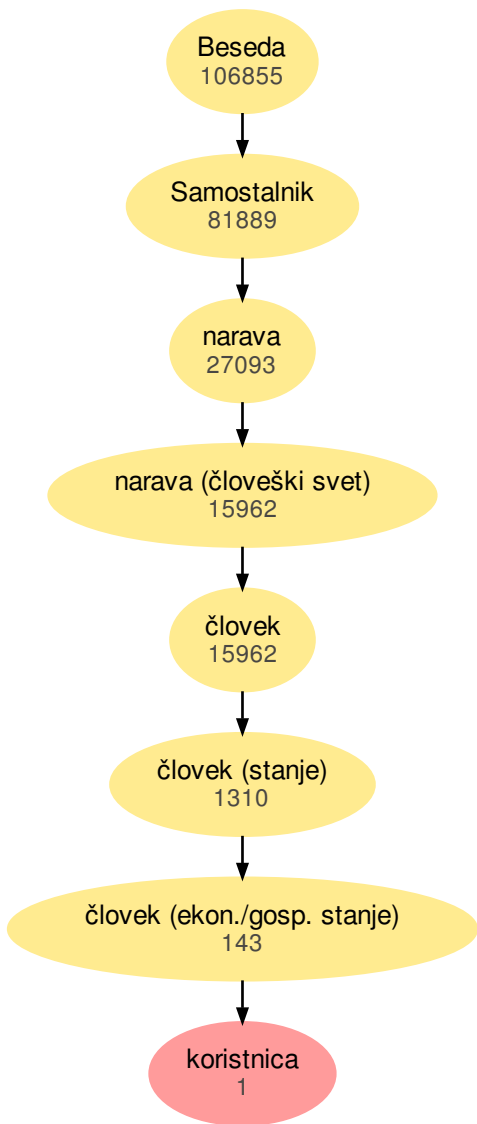 Beseda
106855
Samostalnik
81889
narava
27093
narava (človeški svet)
15962
človek
15962
človek (stanje)
1310
človek (ekon./gosp. stanje)
143
koristnica
1